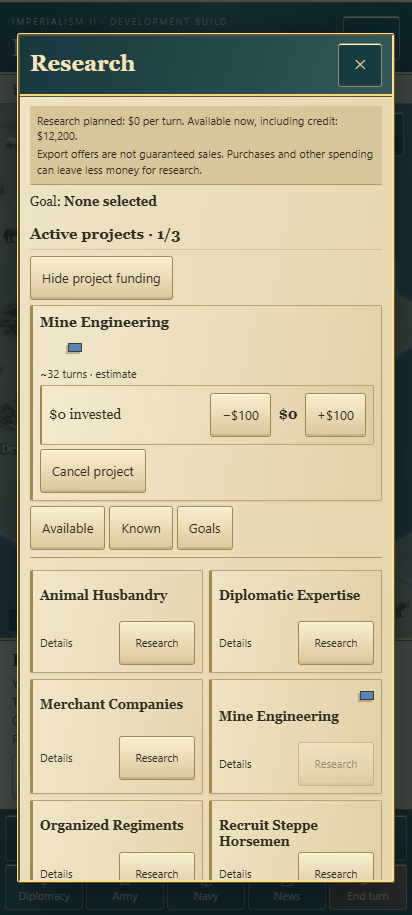 IMPERIALISM II · DEVELOPMENT BUILD
Research
×
Research planned: $0 per turn. Available now, including credit:
$12,200.
Export offers are not guaranteed sales. Purchases and other spending
can leave less money for research.
Goal: None selected
Active projects · 1/3
Hide project funding
Mine Engineering
~32 turns · estimate
$0 invested
−$100 $0 +$100
Cancel project
Available Known Goals
Animal Husbandry
Details Research
Diplomatic Expertise
Details Research
Merchant Companies
Details Research
Mine Engineering
Details Research
Organized Regiments
Details Research
Recruit Steppe
Horsemen
Details Research
Diplomacy Army Navy News End turn